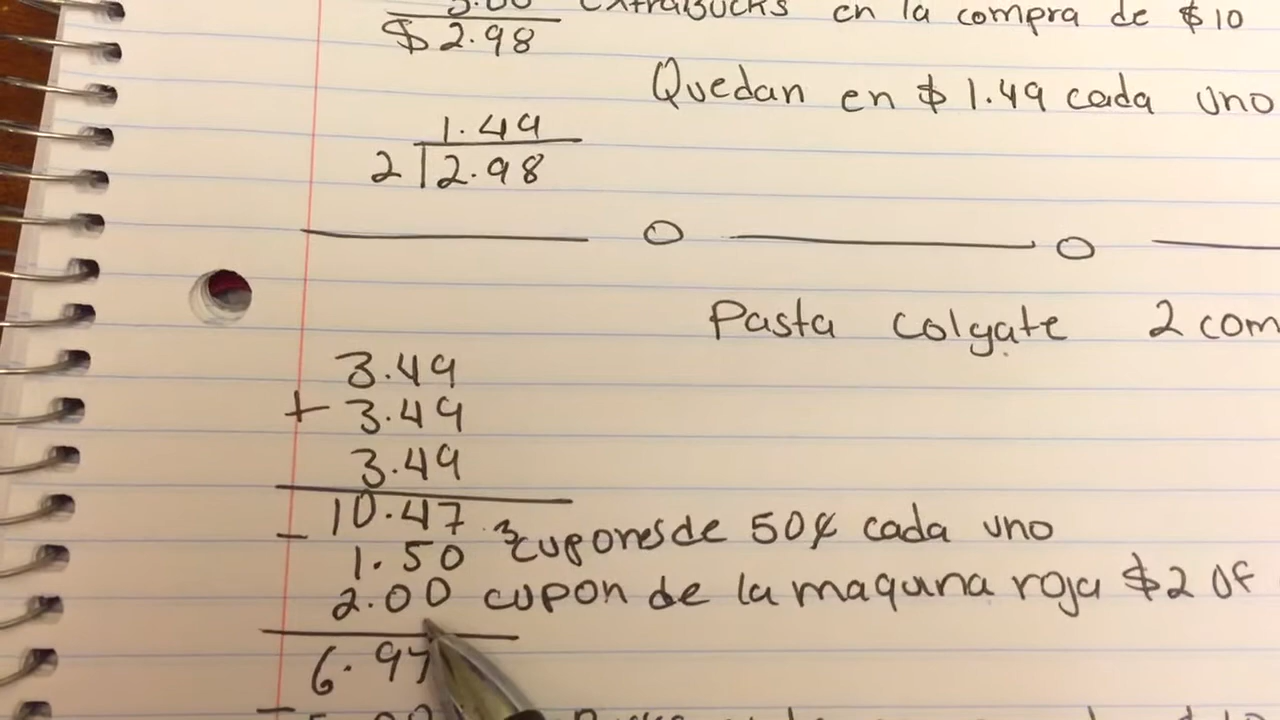 en la compra de $10
$2.98
Quedan en $1.49 cada uno
1.49
2 2.98
Pasta Colgate 2 com
3.49
+ 3.49
3.49
10.47
- 1.50 3 cupones de 50¢ cada uno
2.00 cupon de la maquina roja $2 of
6.97
-